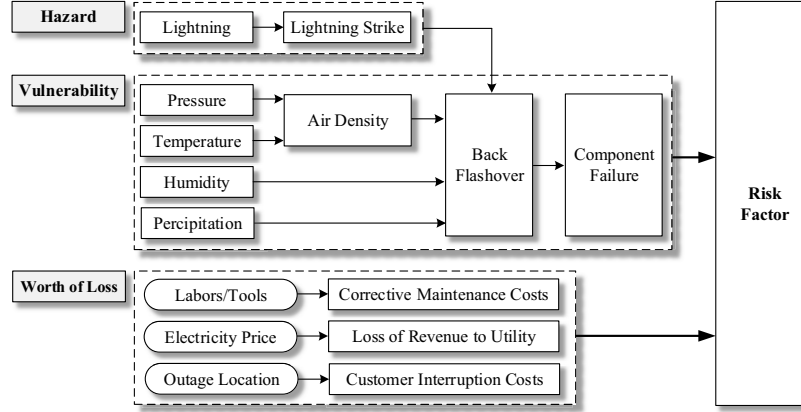 Hazard
Lightning
Lightning Strike
Vulnerability
Pressure
Temperature
Air Density
Humidity
Percipitation
Back
Flashover
Component
Failure
Risk
Factor
Worth of Loss
Labors/Tools
Corrective Maintenance Costs
Electricity Price
Loss of Revenue to Utility
Outage Location
Customer Interruption Costs